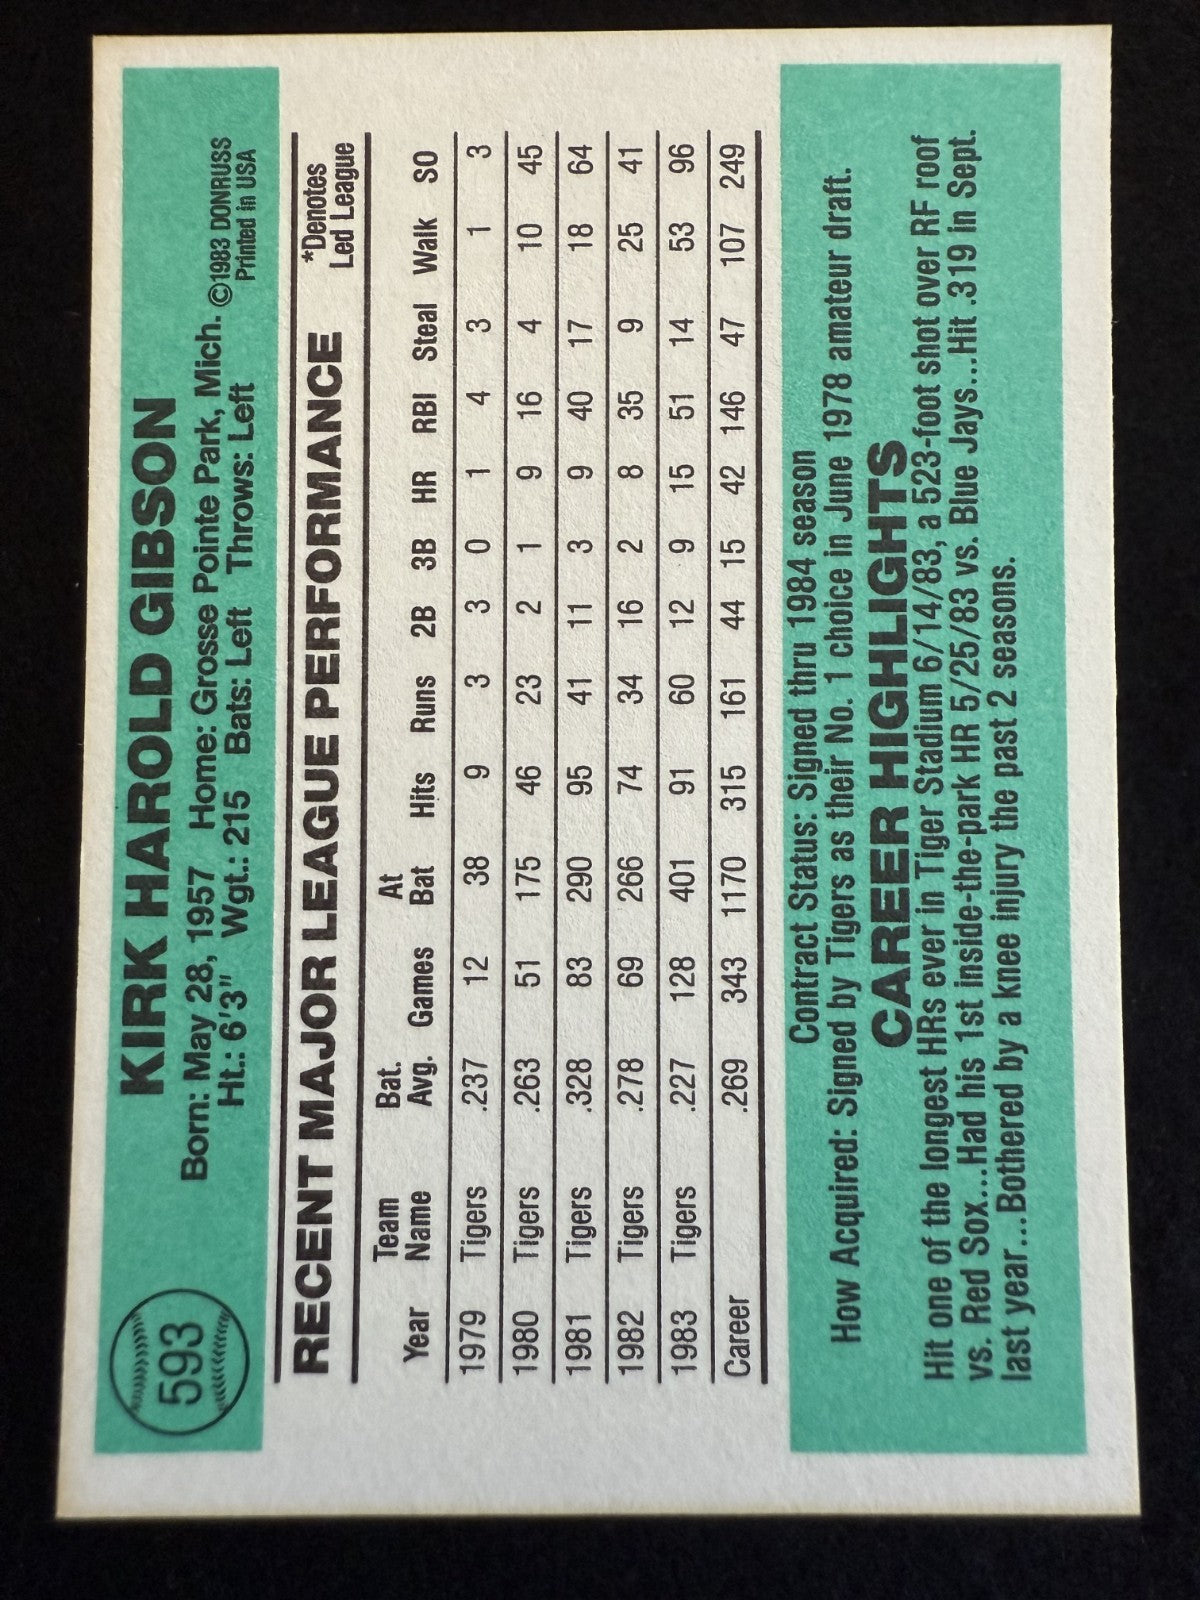 593
KIRK HAROLD GIBSON
Born: May 28, 1957 Home: Grosse Pointe Park, Mich.
Ht.: 6'3" Wgt.: 215 Bats: Left Throws: Left
©1983 DONRUSS
Printed in USA
RECENT MAJOR LEAGUE PERFORMANCE
*Denotes
Led League
Year Team Name Bat. Avg. Games At Bat Hits Runs 2B 3B HR RBI Steal Walk SO
1979 Tigers .237 12 38 9 3 3 0 1 4 3 1 3
1980 Tigers .263 51 175 46 23 2 1 9 16 4 10 45
1981 Tigers .328 83 290 95 41 11 3 9 40 17 18 64
1982 Tigers .278 69 266 74 34 16 2 8 35 9 25 41
1983 Tigers .227 128 401 91 60 12 9 15 51 14 53 96
Career .269 343 1170 315 161 44 15 42 146 47 107 249
Contract Status: Signed thru 1984 season
How Acquired: Signed by Tigers as their No. 1 choice in June 1978 amateur draft.
CAREER HIGHLIGHTS
Hit one of the longest HRs ever in Tiger Stadium 6/14/83, a 523-foot shot over RF roof
vs. Red Sox...Had his 1st inside-the-park HR 5/25/83 vs. Blue Jays...Hit .319 in Sept.
last year...Bothered by a knee injury the past 2 seasons.